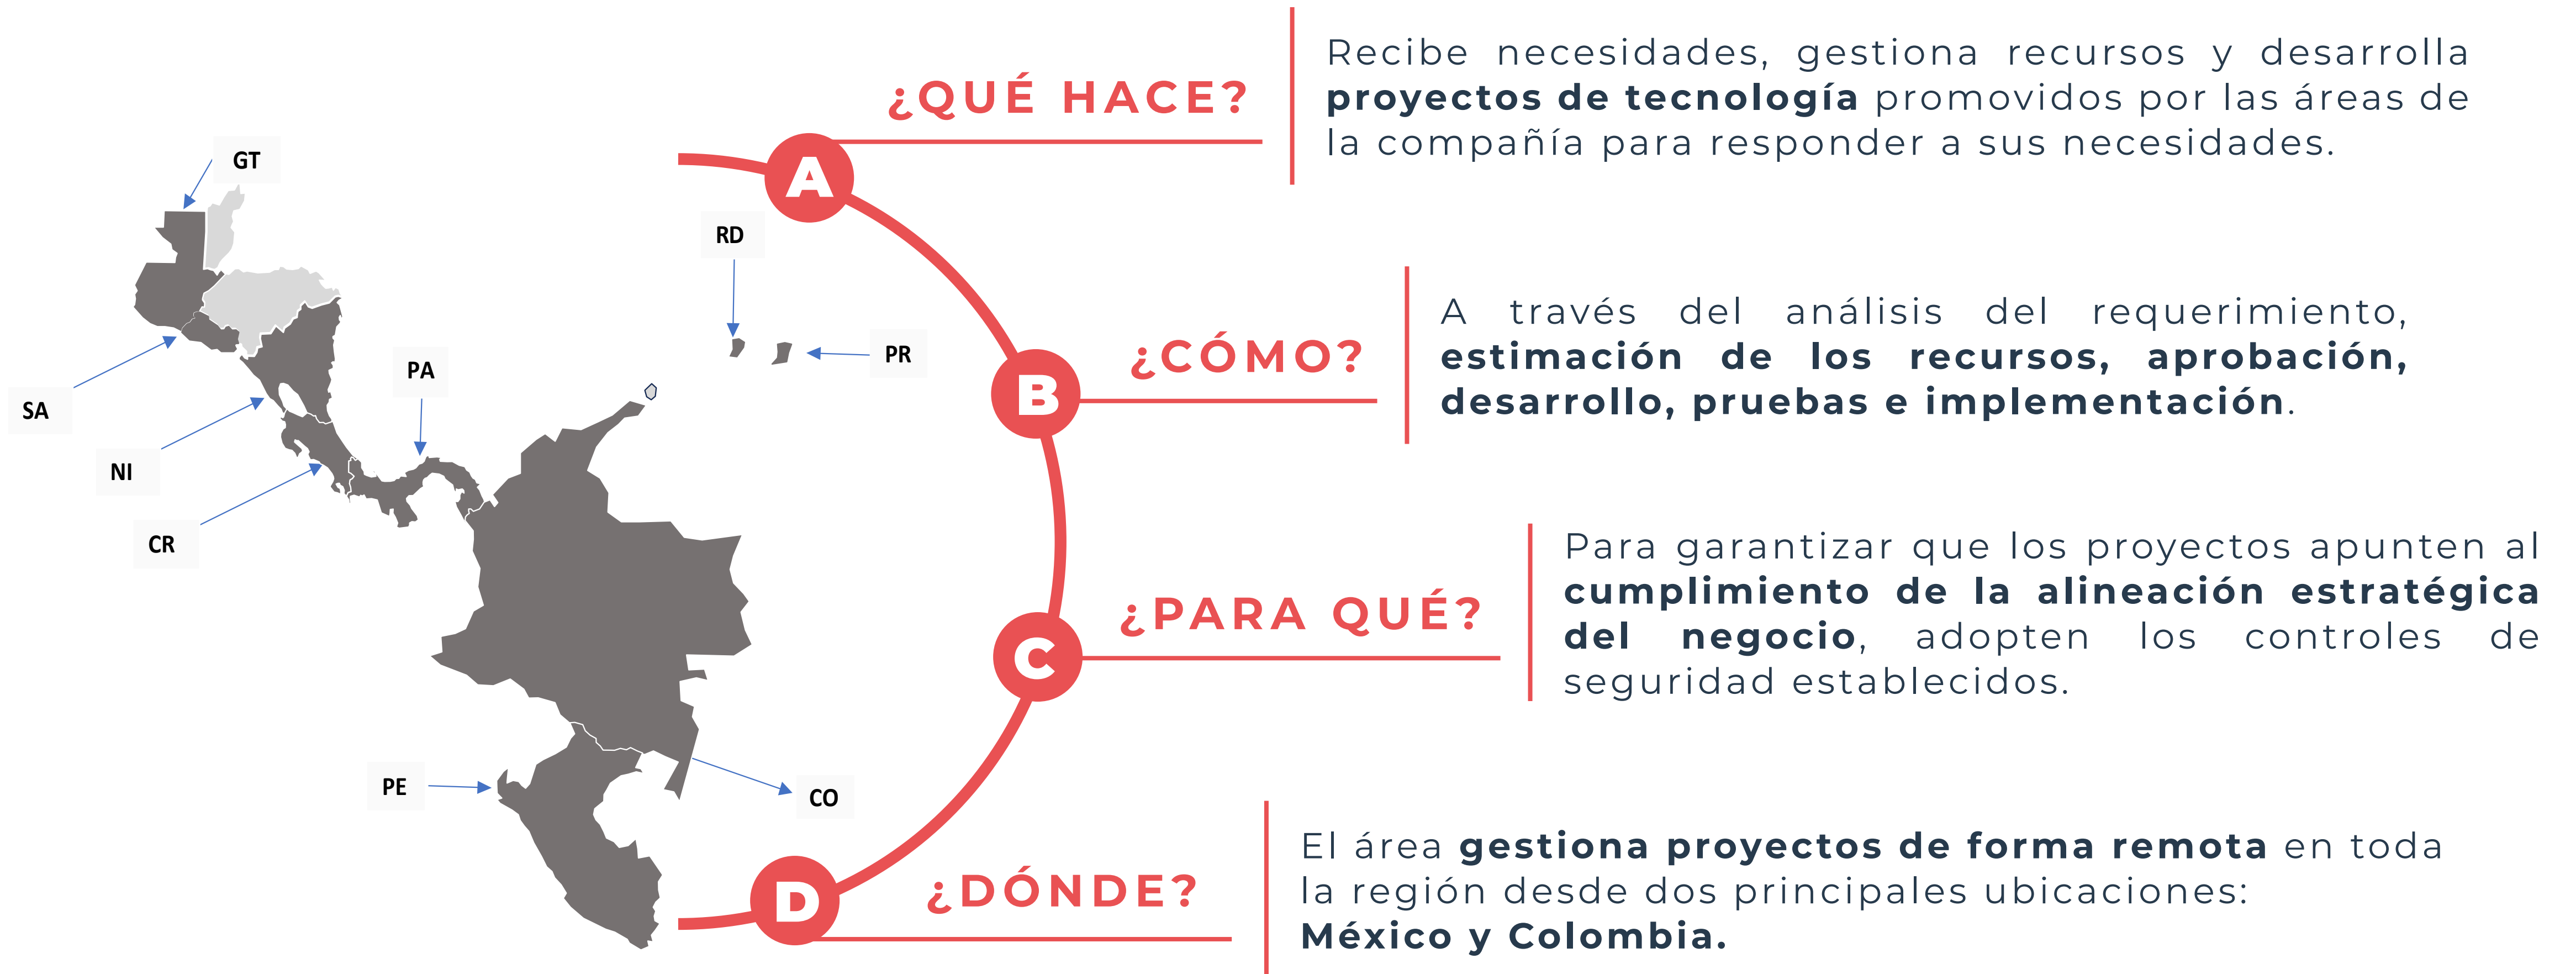 ¿QUÉ HACE?
Recibe necesidades, gestiona recursos y desarrolla
proyectos de tecnología promovidos por las áreas de
la compañía para responder a sus necesidades.
A
GT
RD
PR
PA
SA
NI
CR
¿CÓMO?
B
A través del análisis del requerimiento,
estimación de los recursos, aprobación,
desarrollo, pruebas e implementación.
¿PARA QUÉ?
C
Para garantizar que los proyectos apunten al
cumplimiento de la alineación estratégica
del negocio, adopten los controles de
seguridad establecidos.
PE
CO
¿DÓNDE?
D
El área gestiona proyectos de forma remota en toda
la región desde dos principales ubicaciones:
México y Colombia.